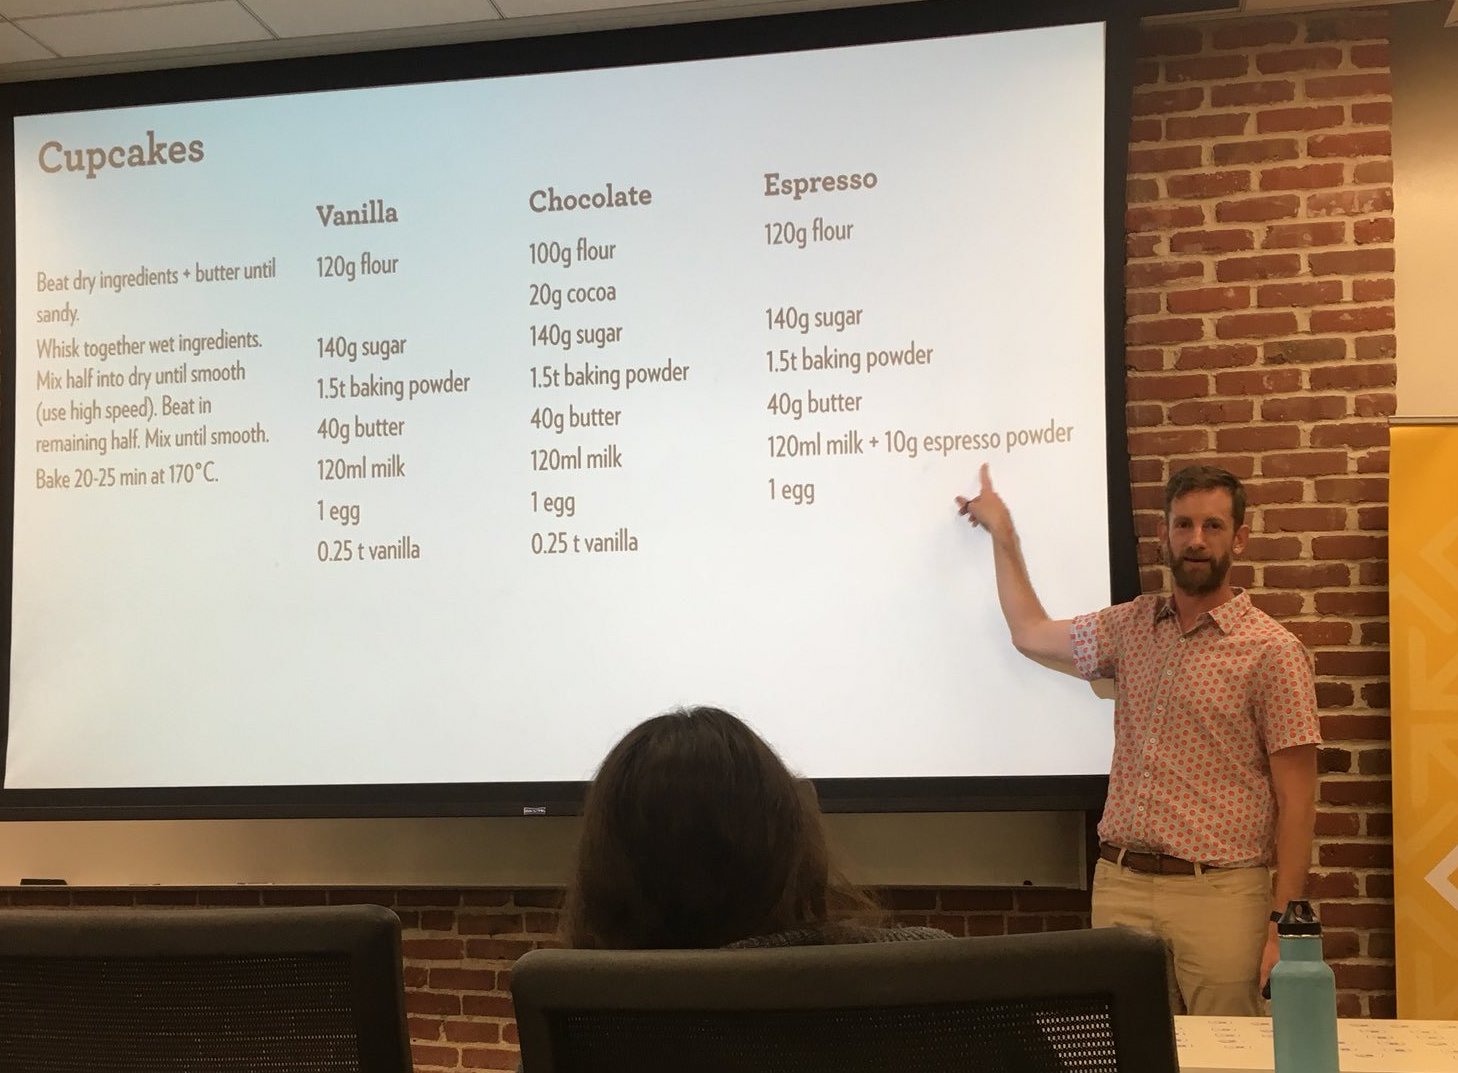 Cupcakes
Beat dry ingredients + butter until
sandy.
Whisk together wet ingredients.
Mix half into dry until smooth
(use high speed). Beat in
remaining half. Mix until smooth.
Bake 20-25 min at 170°C.
Vanilla
120g flour
140g sugar
1.5t baking powder
40g butter
120ml milk
1 egg
0.25 t vanilla
Chocolate
100g flour
20g cocoa
140g sugar
1.5t baking powder
40g butter
120ml milk
1 egg
0.25 t vanilla
Espresso
120g flour
140g sugar
1.5t baking powder
40g butter
120ml milk + 10g espresso powder
1 egg